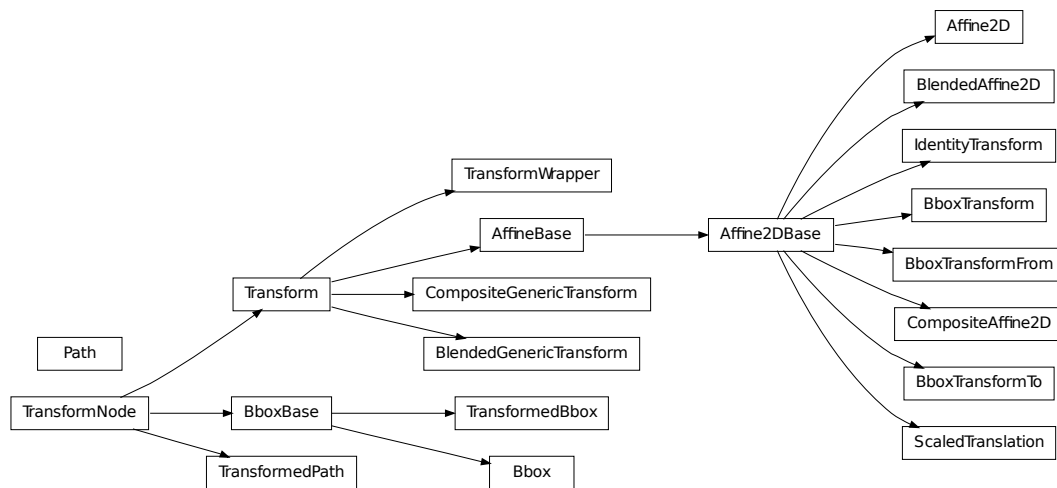 Affine2D
BlendedAffine2D
IdentityTransform
TransformWrapper
BboxTransform
AffineBase
Affine2DBase
BboxTransformFrom
Transform
CompositeGenericTransform
CompositeAffine2D
Path
BlendedGenericTransform
BboxTransformTo
TransformNode
BboxBase
TransformedBbox
ScaledTranslation
TransformedPath
Bbox